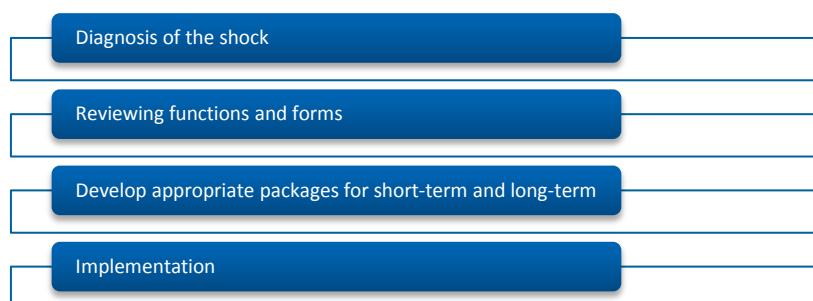 Diagnosis of the shock
Reviewing functions and forms
Develop appropriate packages for short-term and long-term
Implementation